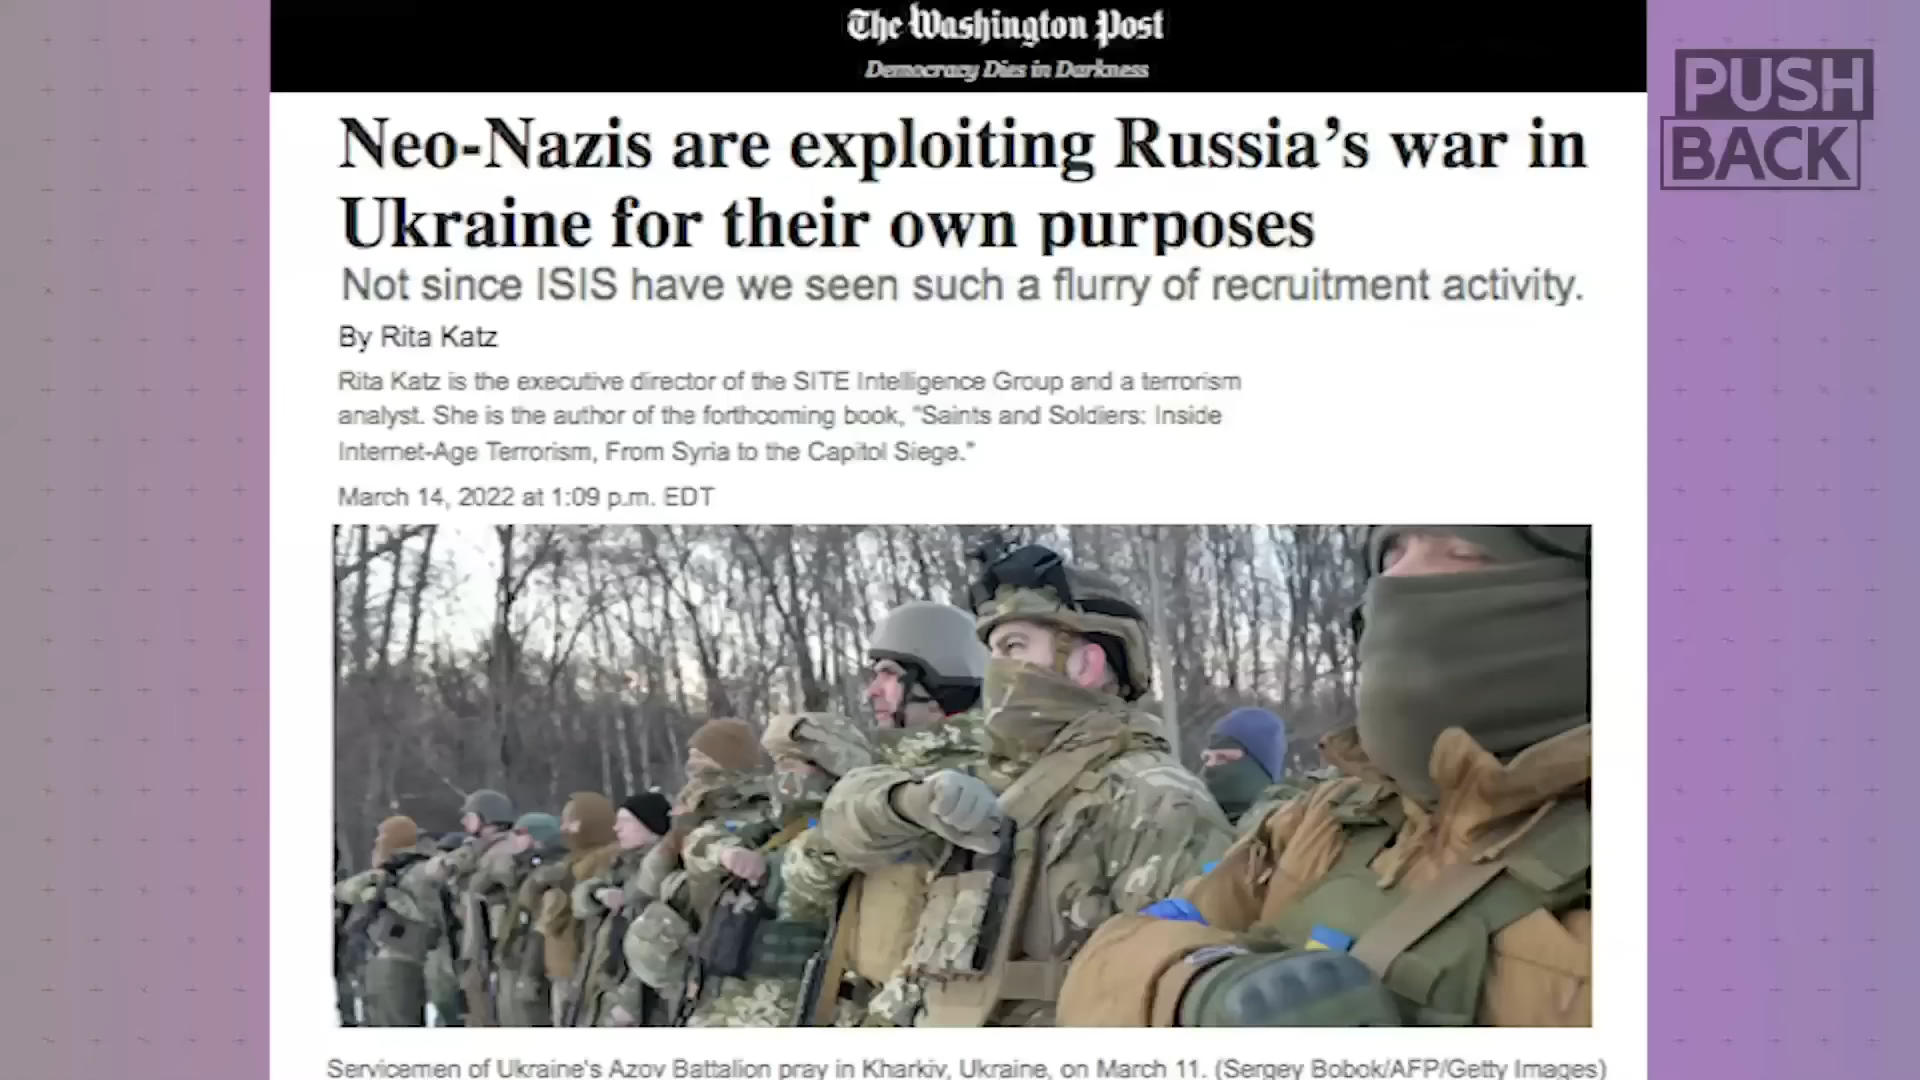 The Washington Post
Democracy Dies in Darkness
PUSH
BACK
Neo-Nazis are exploiting Russia’s war in
Ukraine for their own purposes
Not since ISIS have we seen such a flurry of recruitment activity.
By Rita Katz
Rita Katz is the executive director of the SITE Intelligence Group and a terrorism
analyst. She is the author of the forthcoming book, "Saints and Soldiers: Inside
Internet-Age Terrorism, From Syria to the Capitol Siege."
March 14, 2022 at 1:09 p.m. EDT
Servicemen of Ukraine's Azov Battalion pray in Kharkiv, Ukraine, on March 11. (Sergey Bobok/AFP/Getty Images)